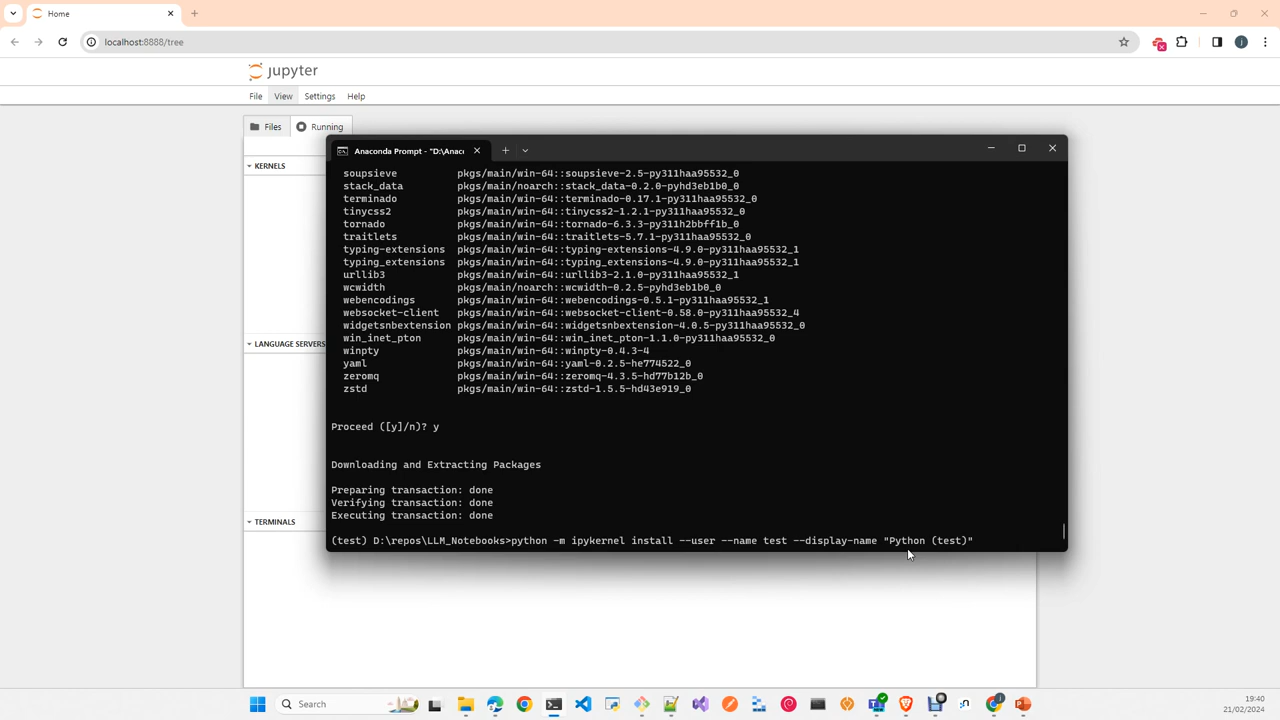 Home
localhost:8888/tree
i
jupyter
File View Settings Help
Files
Running
KERNELS
LANGUAGE SERVERS
TERMINALS
Anaconda Prompt - "D:\Anac
soupsieve pkgs/main/win-64::soupsieve-2.5-py311haa95532_0
stack_data pkgs/main/noarch::stack_data-0.2.0-pyhd3eb1b0_0
terminado pkgs/main/win-64::terminado-0.17.1-py311haa95532_0
tinycss2 pkgs/main/win-64::tinycss2-1.2.1-py311haa95532_0
tornado pkgs/main/win-64::tornado-6.3.3-py311h2bbff1b_0
traitlets pkgs/main/win-64::traitlets-5.7.1-py311haa95532_0
typing-extensions pkgs/main/win-64::typing-extensions-4.9.0-py311haa95532_1
typing_extensions pkgs/main/win-64::typing_extensions-4.9.0-py311haa95532_1
urllib3 pkgs/main/win-64::urllib3-2.1.0-py311haa95532_1
wcwidth pkgs/main/noarch::wcwidth-0.2.5-pyhd3eb1b0_0
webencodings pkgs/main/win-64::webencodings-0.5.1-py311haa95532_1
websocket-client pkgs/main/win-64::websocket-client-0.58.0-py311haa95532_4
widgetsnbextension pkgs/main/win-64::widgetsnbextension-4.0.5-py311haa95532_0
win_inet_pton pkgs/main/win-64::win_inet_pton-1.1.0-py311haa95532_0
winpty pkgs/main/win-64::winpty-0.4.3-4
yaml pkgs/main/win-64::yaml-0.2.5-he774522_0
zeromq pkgs/main/win-64::zeromq-4.3.5-hd77b12b_0
zstd pkgs/main/win-64::zstd-1.5.5-hd43e919_0
Proceed ([y]/n)? y
Downloading and Extracting Packages
Preparing transaction: done
Verifying transaction: done
Executing transaction: done
(test) D:\repos\LLM_Notebooks>python -m ipykernel install --user --name test --display-name "Python (test)"
Search
19:40
21/02/2024